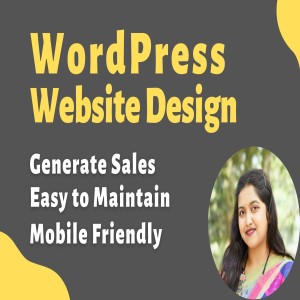 WordPress
Website Design
Generate Sales
Easy to Maintain
Mobile Friendly